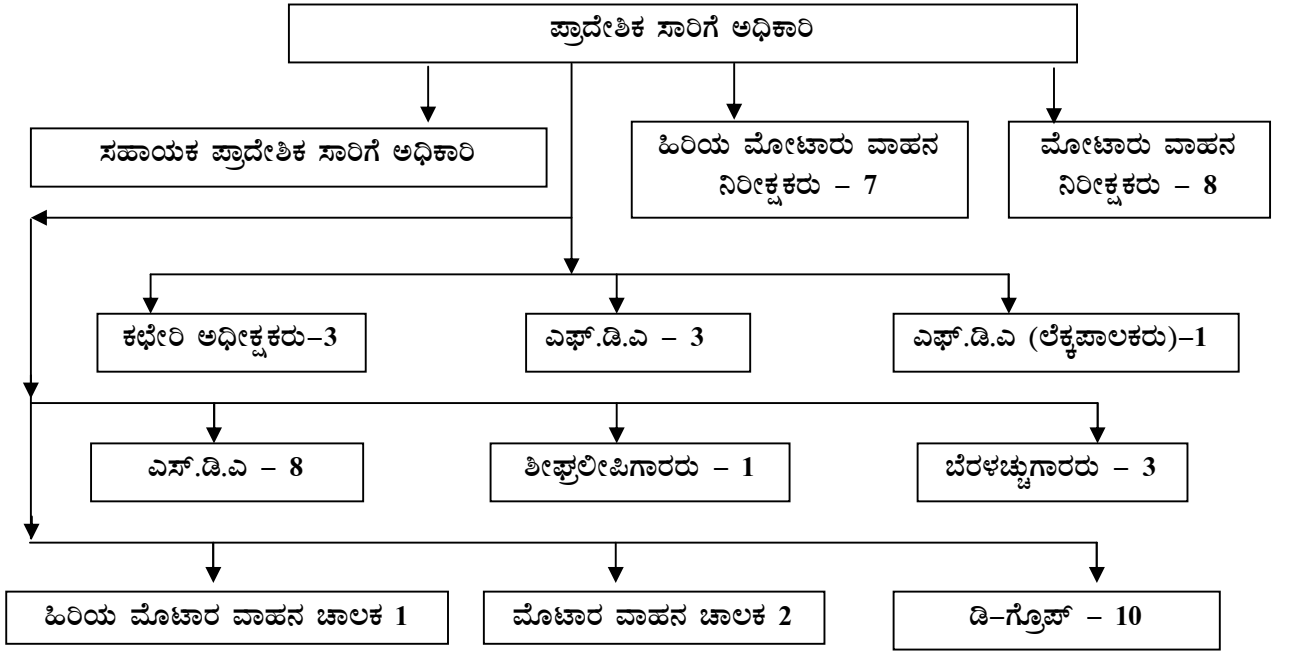 ಪ್ರಾದೇಶಿಕ ಸಾರಿಗೆ ಅಧಿಕಾರಿ
ಸಹಾಯಕ ಪ್ರಾದೇಶಿಕ ಸಾರಿಗೆ ಅಧಿಕಾರಿ
ಹಿರಿಯ ಮೋಟಾರು ವಾಹನ
ನಿರೀಕ್ಷಕರು – 7
ಮೋಟಾರು ವಾಹನ
ನಿರೀಕ್ಷಕರು – 8
ಕಛೇರಿ ಅಧೀಕ್ಷಕರು–3
ಎಫ್.ಡಿ.ಎ – 3
ಎಫ್.ಡಿ.ಎ (ಲೆಕ್ಕಪಾಲಕರು)–1
ಎಸ್.ಡಿ.ಎ – 8
ಶೀಘ್ರಲೀಪಿಗಾರರು – 1
ಬೆರಳಚ್ಚುಗಾರರು – 3
ಹಿರಿಯ ಮೊಟಾರ ವಾಹನ ಚಾಲಕ 1
ಮೊಟಾರ ವಾಹನ ಚಾಲಕ 2
ಡಿ–ಗ್ರೊಪ್ – 10